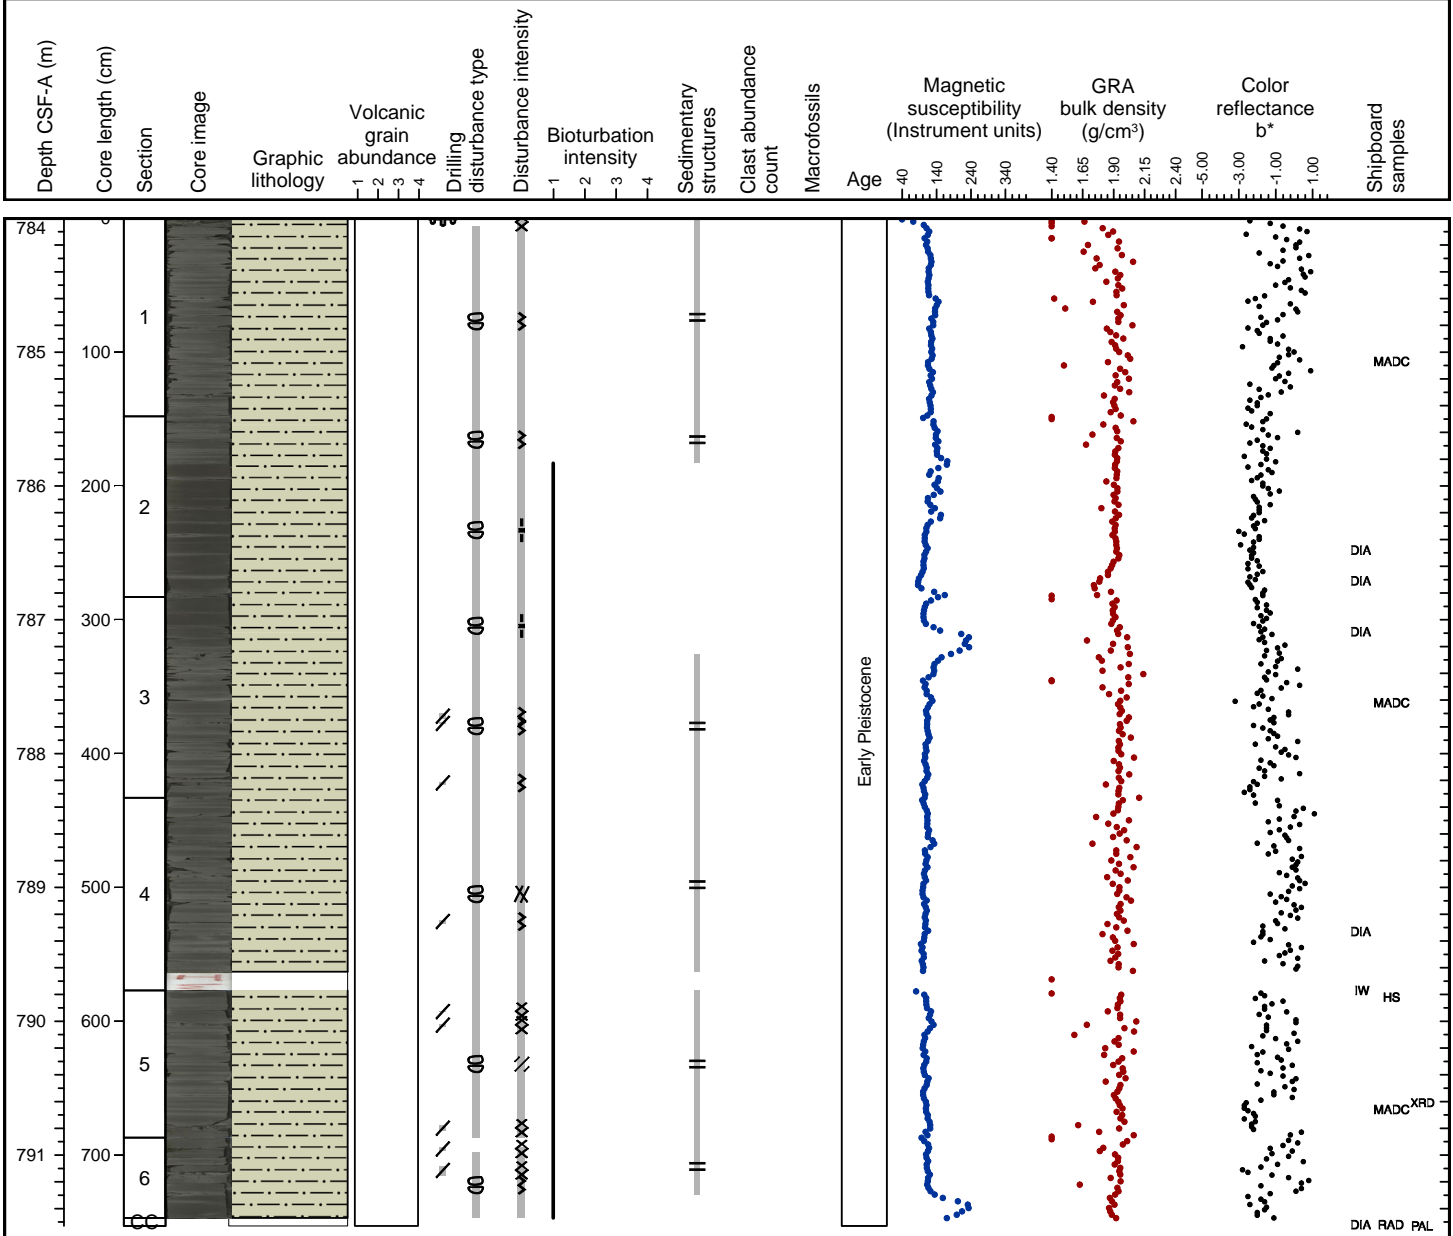 Depth CSF-A (m)
Core length (cm)
Section
Core image
Graphic
lithology
Volcanic
grain
abundance
1 2 3 4
Drilling
disturbance type
Disturbance intensity
Bioturbation
intensity
1 2 3 4
Sedimentary
structures
Clast abundance
count
Macrofossils
Age
Magnetic
susceptibility
(Instrument units)
40 140 240 340
GRA
bulk density
(g/cm³)
1.40 1.65 1.90 2.15 2.40
Color
reflectance
b*
-5.00 -3.00 -1.00 1.00
Shipboard
samples
784 0
1
785 100
MADC
786 200
2
DIA
DIA
787 300
DIA
3
MADC
Early Pleistocene
788 400
4
789 500
DIA
IW HS
790 600
5
MADC XRD
791 700
6
CC
DIA RAD PAL